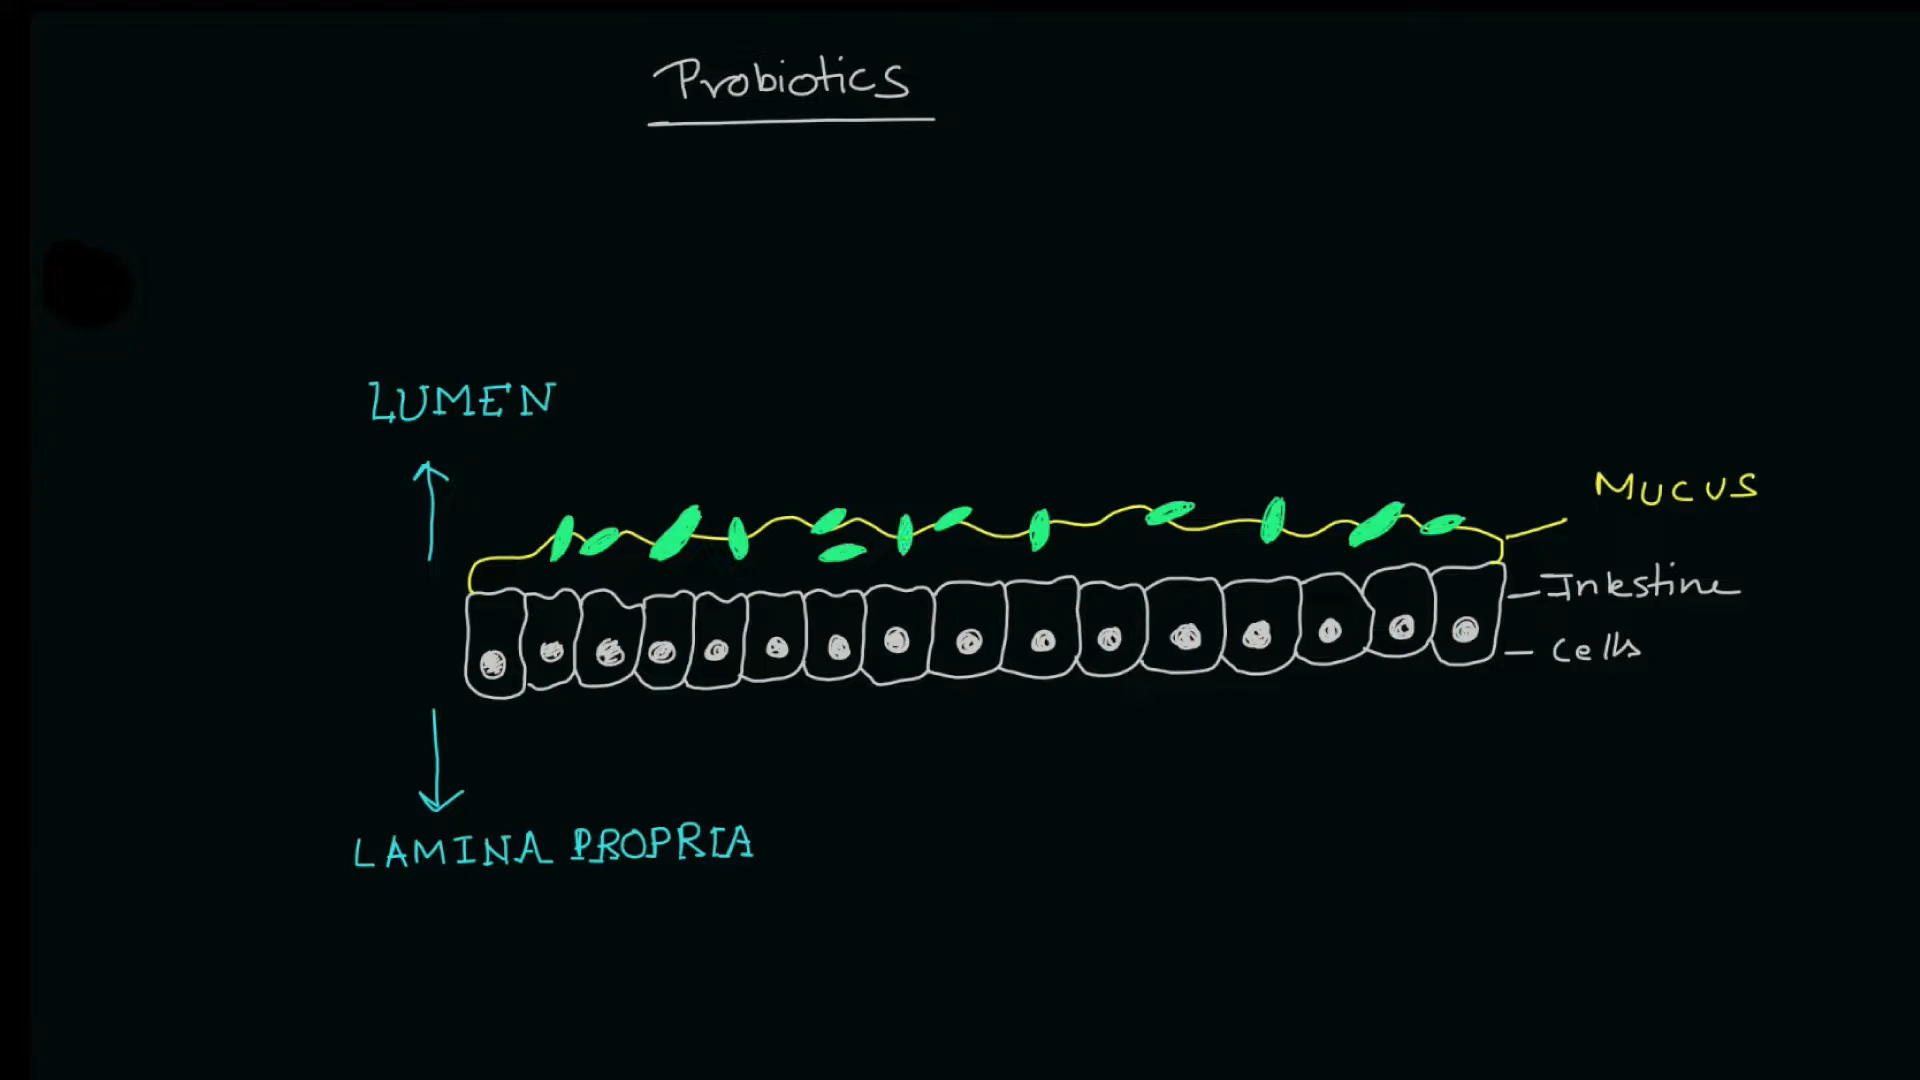 Probiotics
LUMEN
MUCUS
Intestine
cells
LAMINA PROPRIA